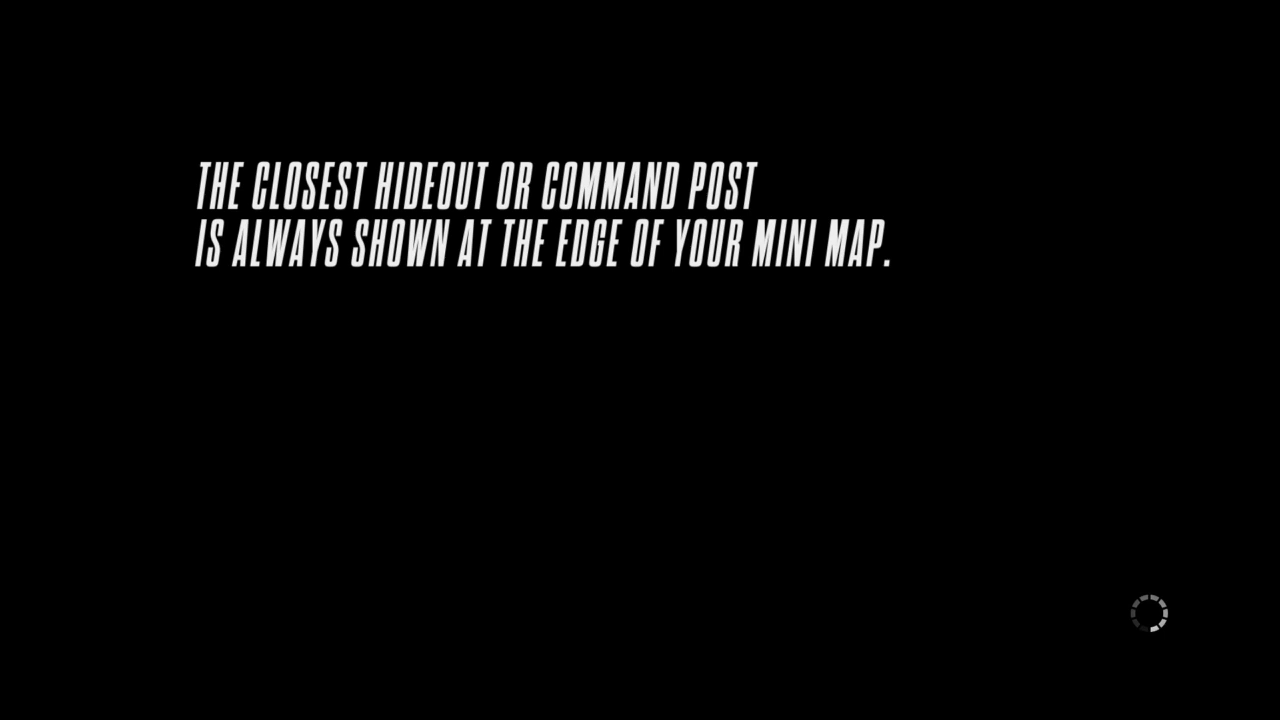 THE CLOSEST HIDEOUT OR COMMAND POST
IS ALWAYS SHOWN AT THE EDGE OF YOUR MINI MAP.